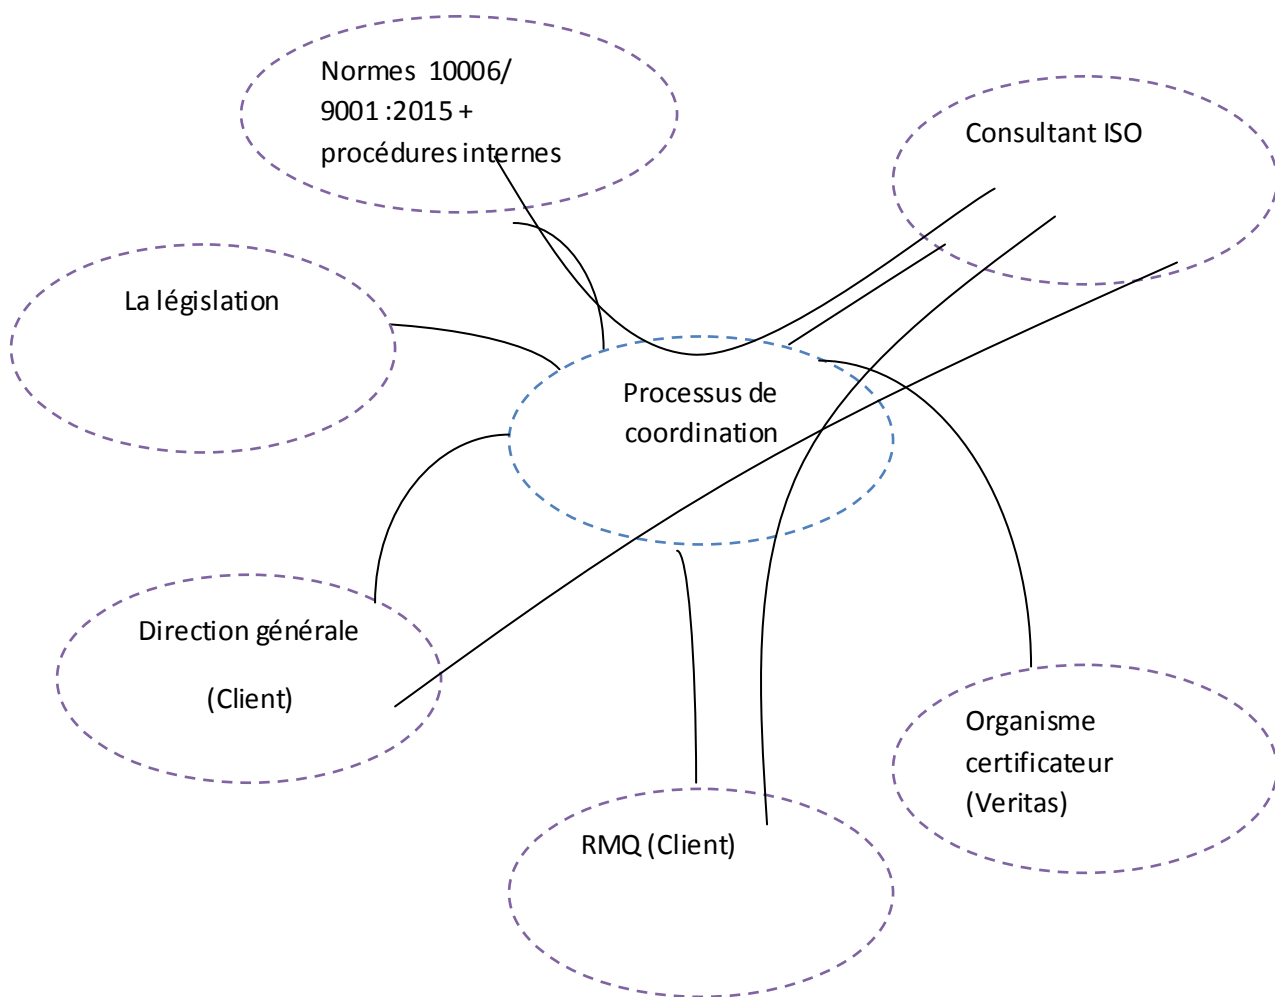 Normes 10006/
9001 :2015 +
procédures internes
Consultant ISO
La législation
Processus de
coordination
Direction générale
(Client)
Organisme
certificateur
(Veritas)
RMQ (Client)